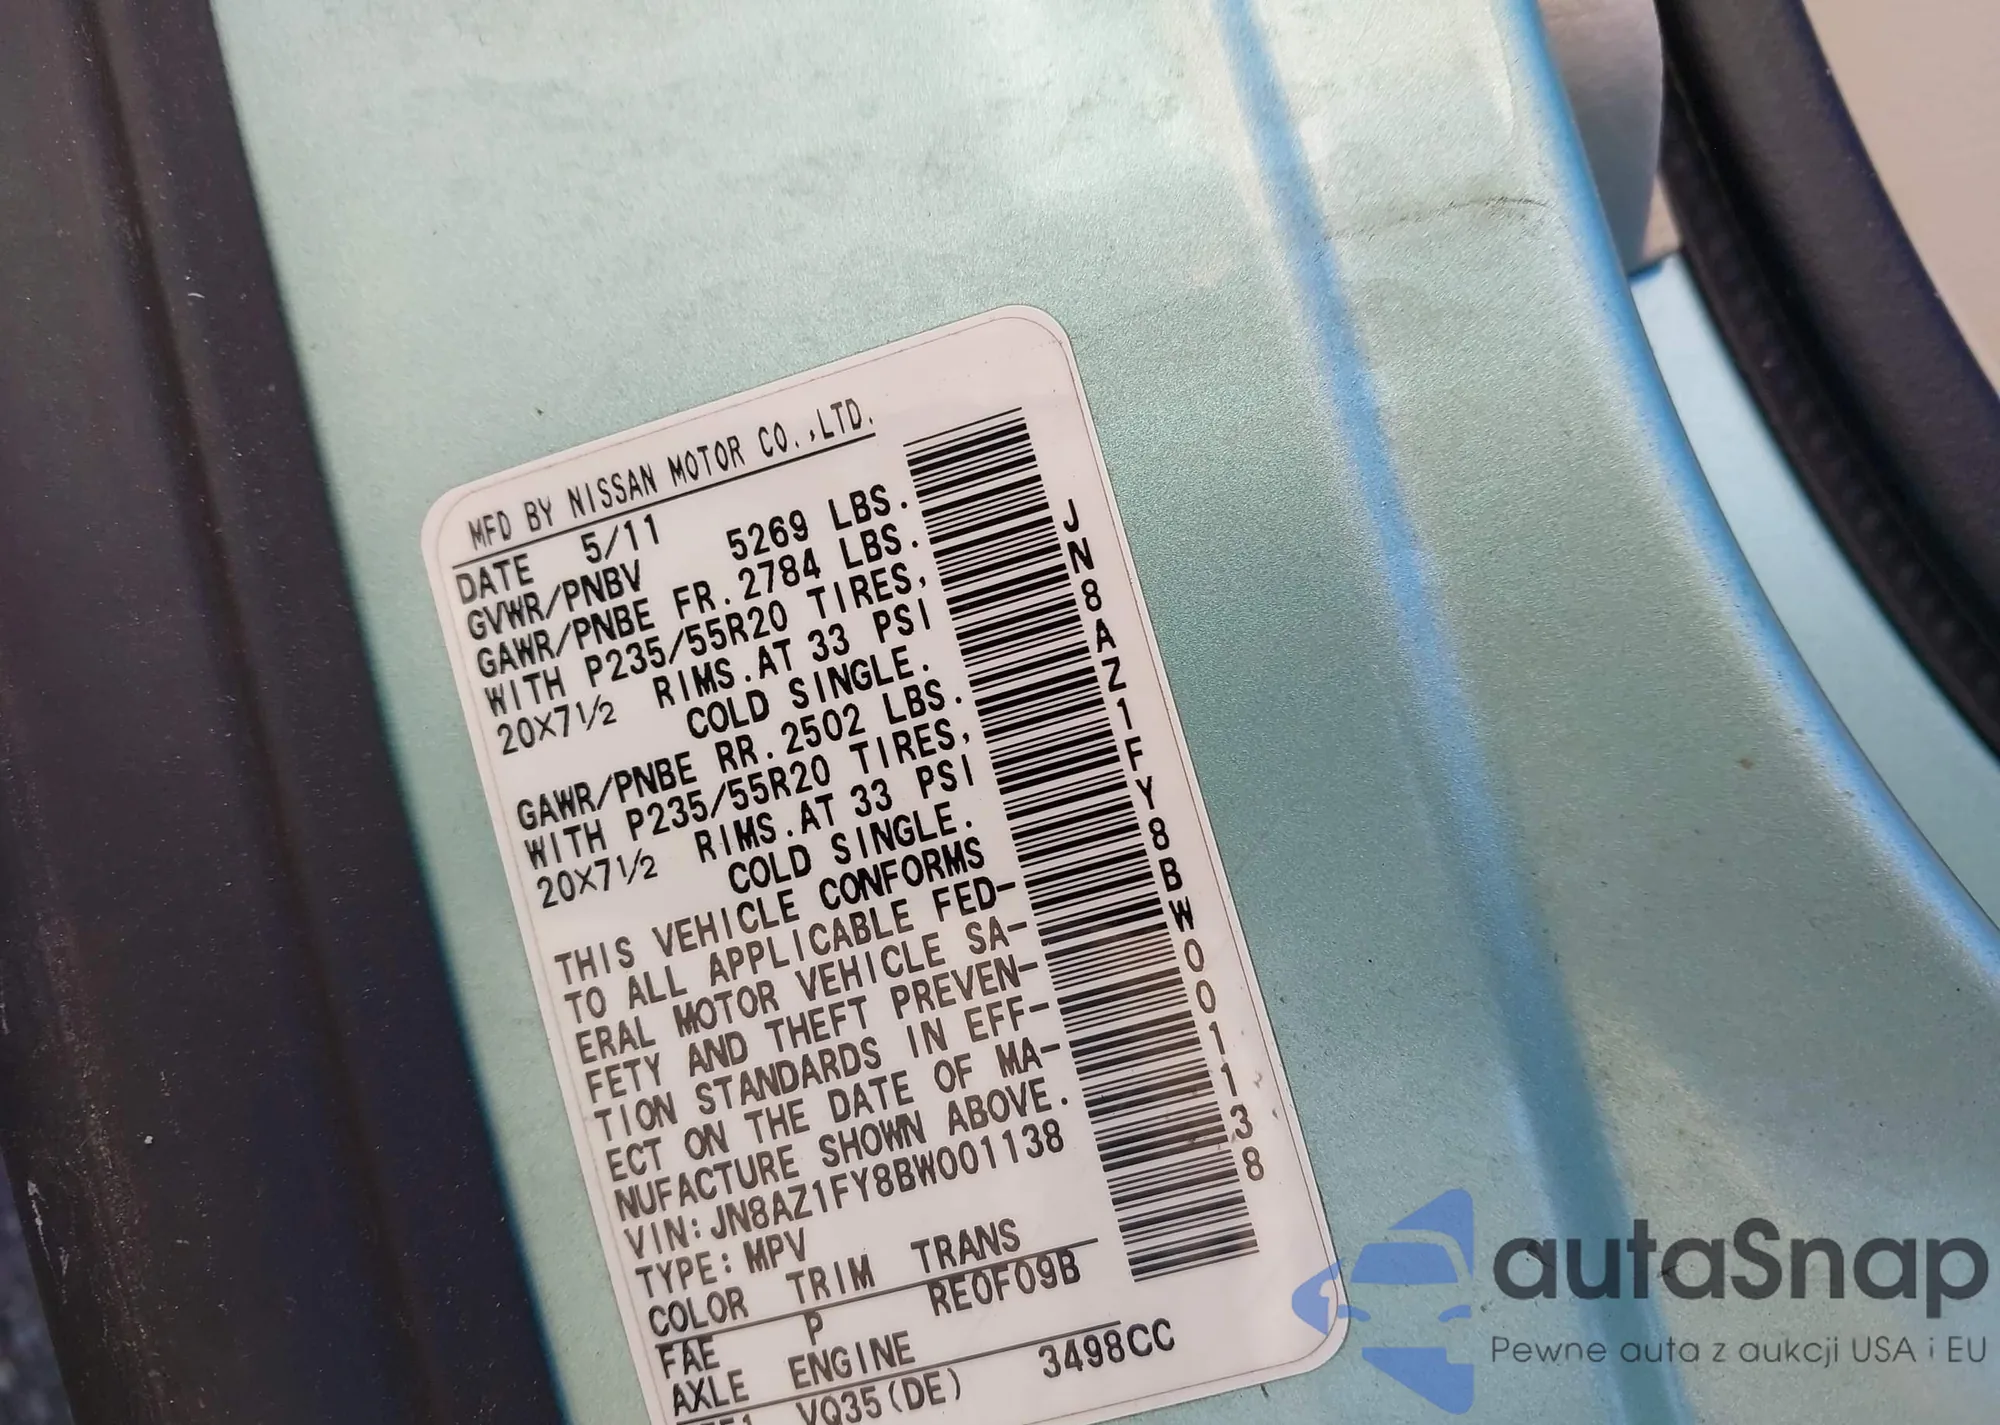 MFD BY NISSAN MOTOR CO.,LTD.
DATE 5/11
GVWR/PNBV 5269 LBS.
GAWR/PNBE FR.2784 LBS.
WITH P235/55R20 TIRES,
20X7½ RIMS.AT 33 PSI
COLD SINGLE.
GAWR/PNBE RR.2502 LBS.
WITH P235/55R20 TIRES,
20X7½ RIMS.AT 33 PSI
COLD SINGLE.
THIS VEHICLE CONFORMS
TO ALL APPLICABLE FED-
ERAL MOTOR VEHICLE SA-
FETY AND THEFT PREVEN-
TION STANDARDS IN EFF-
ECT ON THE DATE OF MA-
NUFACTURE SHOWN ABOVE.
VIN:JN8AZ1FY8BW001138
TYPE:MPV
COLOR TRIM TRANS
FAE P RE0F09B
AXLE ENGINE
VQ35(DE) 3498CC
JN8AZ1FY8BW001138
autaSnap
Pewne auta z aukcji USA i EU